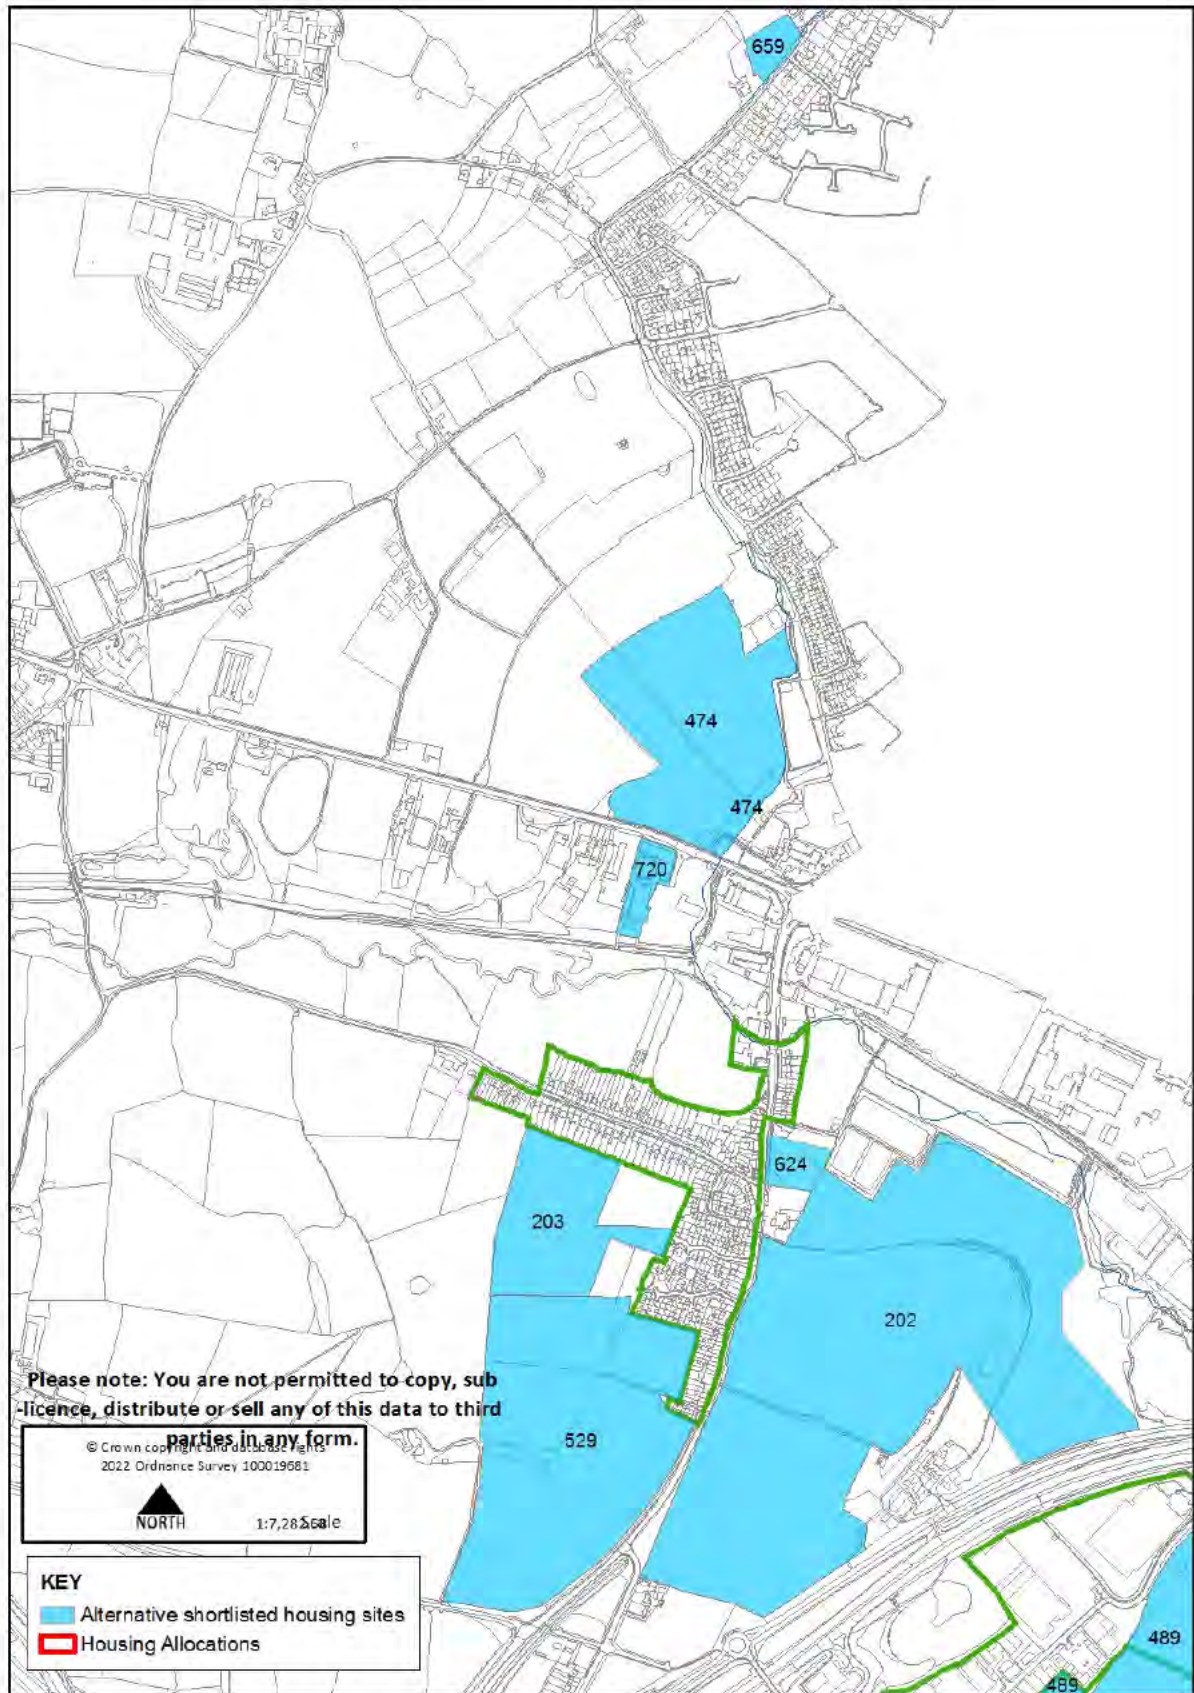 659
474
474
720
624
203
202
Please note: You are not permitted to copy, sub
-licence, distribute or sell any of this data to third
parties in any form.
529
© Crown copyright and database rights
2022 Ordnance Survey 100019681
NORTH
Scale
KEY
Alternative shortlisted housing sites
Housing Allocations
489
489